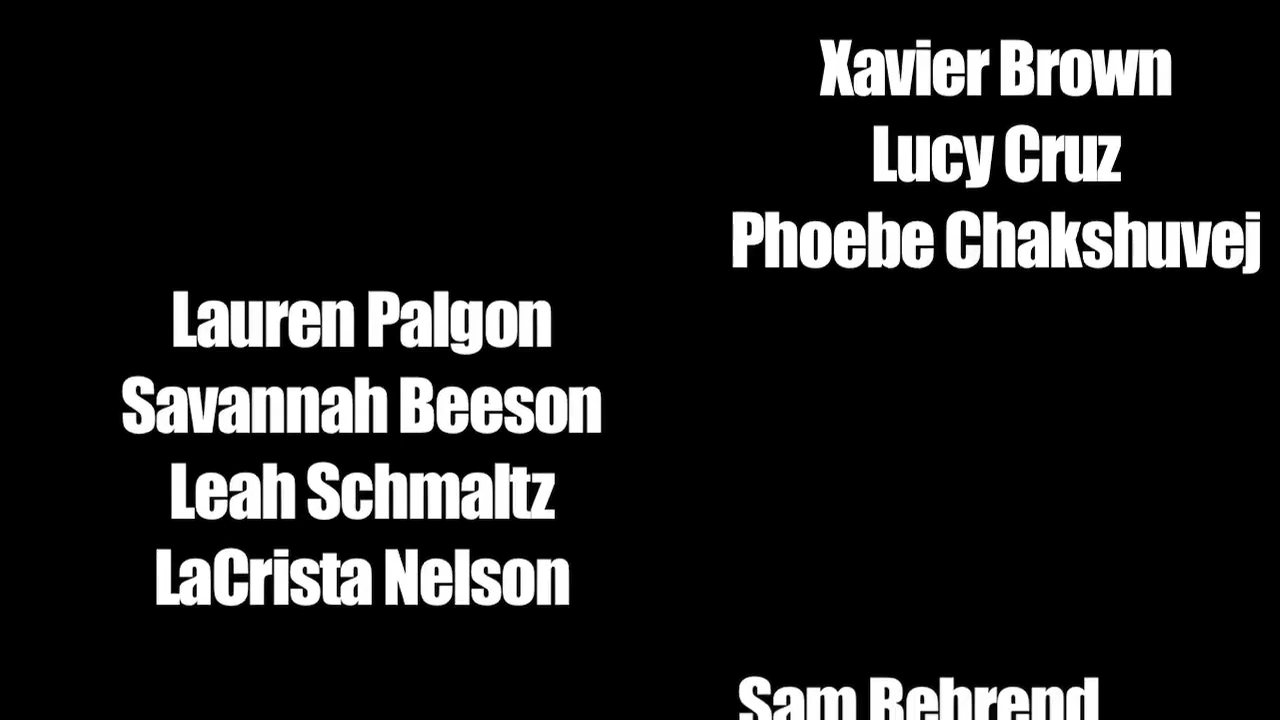 Xavier Brown
Lucy Cruz
Phoebe Chakshuvej
Lauren Palgon
Savannah Beeson
Leah Schmaltz
LaCrista Nelson
Sam Behrend